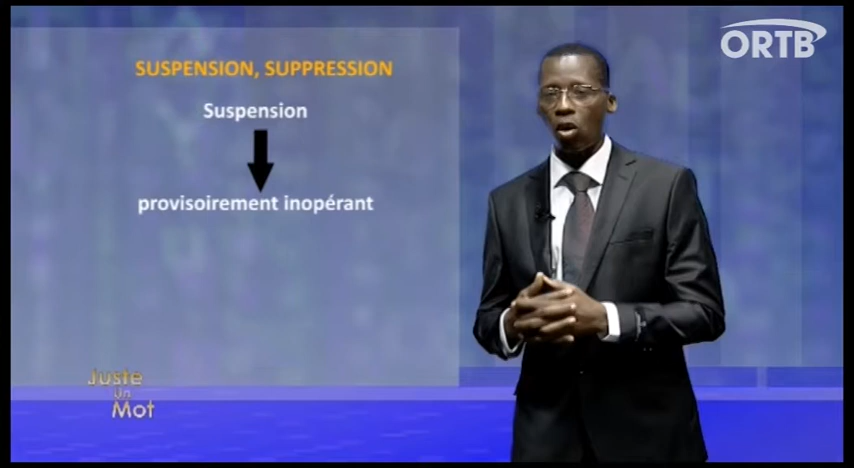 ORTB
SUSPENSION, SUPPRESSION
Suspension
provisoirement inopérant
Juste
Un
Mot